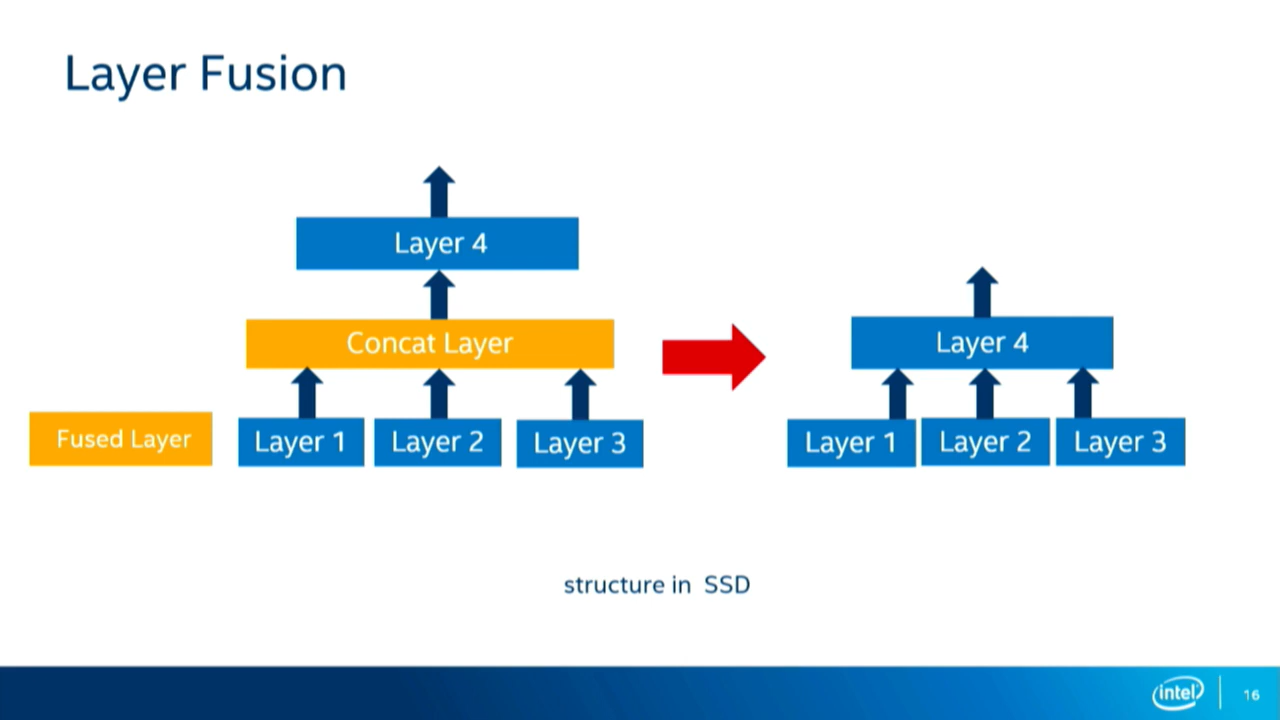 Layer Fusion
Layer 4
Concat Layer
Layer 4
Fused Layer
Layer 1
Layer 2
Layer 3
Layer 1
Layer 2
Layer 3
structure in SSD
intel
16